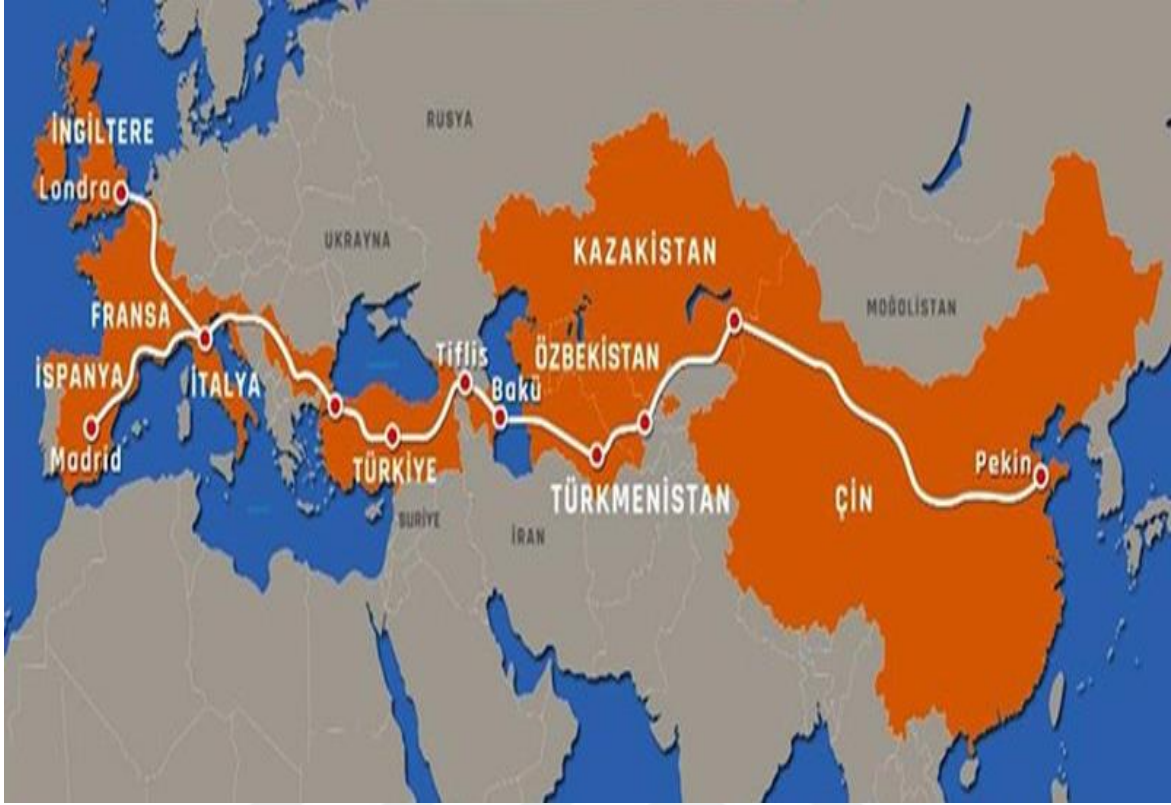 RUSYA
İNGİLTERE
Londra
UKRAYNA
KAZAKİSTAN
MOĞOLİSTAN
FRANSA
Tiflis
ÖZBEKİSTAN
İSPANYA
İTALYA
Bakü
Madrid
TÜRKİYE
Pekin
TÜRKMENİSTAN
ÇİN
SURİYE
İRAN